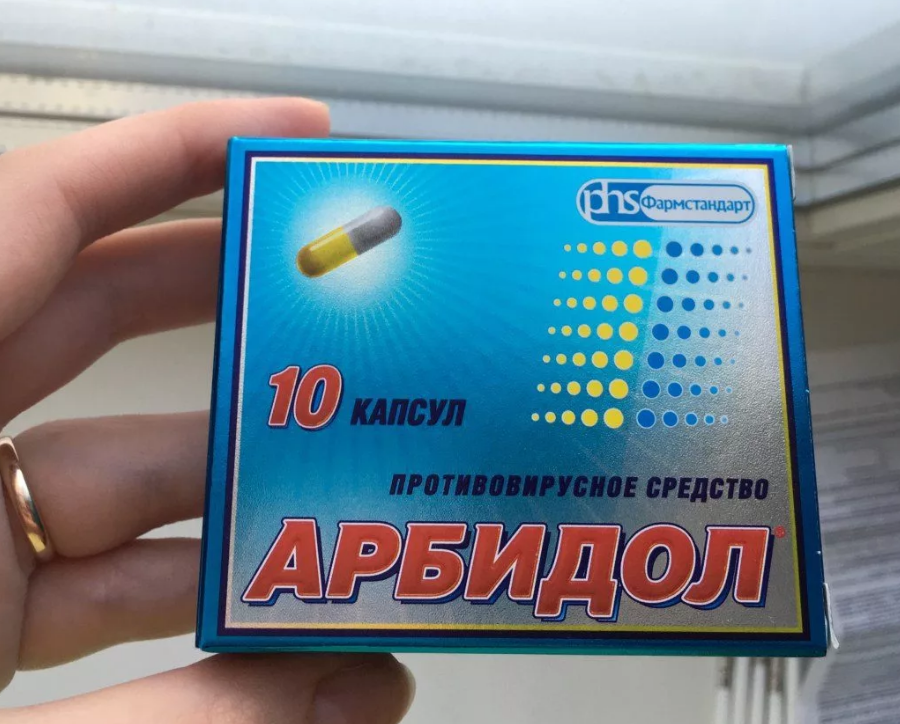 phs Фармстандарт
10 КАПСУЛ
ПРОТИВОВИРУСНОЕ СРЕДСТВО
АРБИДОЛ®